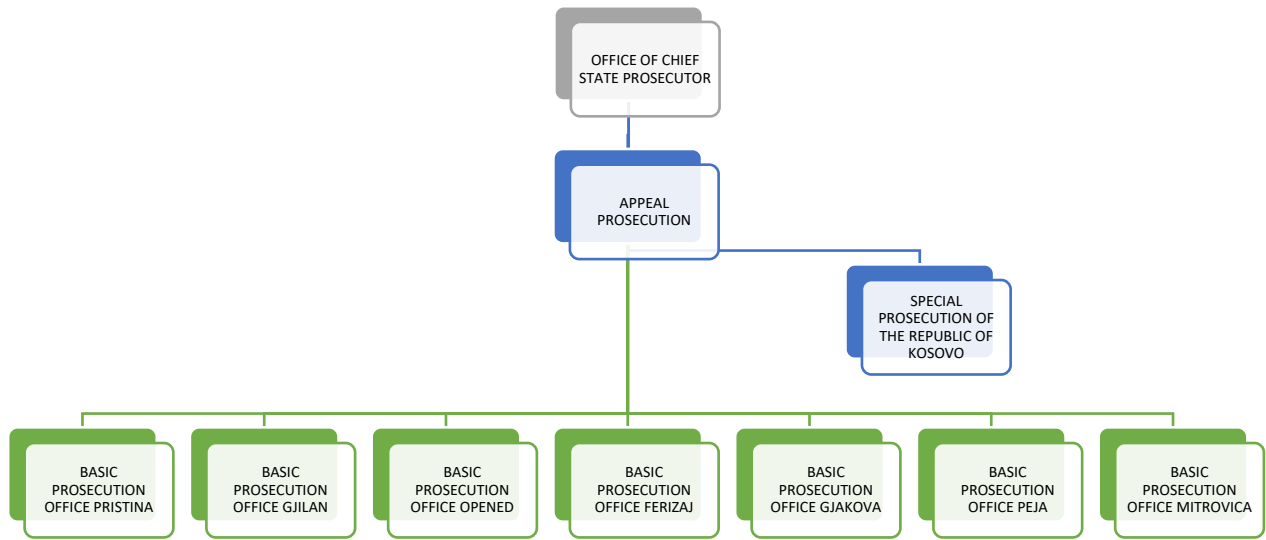 OFFICE OF CHIEF
STATE PROSECUTOR
APPEAL
PROSECUTION
SPECIAL
PROSECUTION OF
THE REPUBLIC OF
KOSOVO
BASIC
PROSECUTION
OFFICE PRISTINA
BASIC
PROSECUTION
OFFICE GJILAN
BASIC
PROSECUTION
OFFICE OPENED
BASIC
PROSECUTION
OFFICE FERIZAJ
BASIC
PROSECUTION
OFFICE GJAKOVA
BASIC
PROSECUTION
OFFICE PEJA
BASIC
PROSECUTION
OFFICE MITROVICA